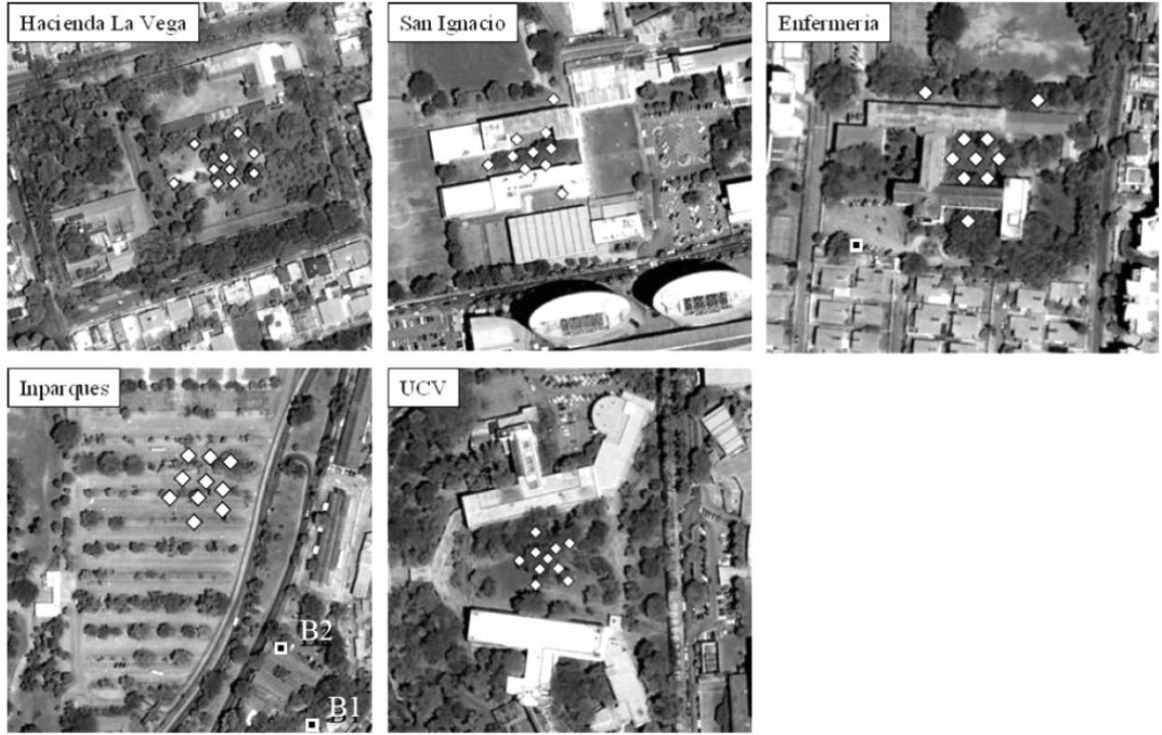 Hacienda La Vega
San Ignacio
Enfermeria
Inparques
UCV
B2
B1